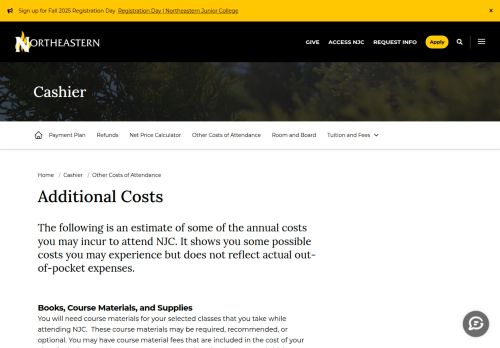 Sign up for Fall 2025 Registration Day Registration Day | Northeastern Junior College ×
NORTHEASTERN GIVE ACCESS NJC REQUEST INFO Apply
Cashier
Payment Plan Refunds Net Price Calculator Other Costs of Attendance Room and Board Tuition and Fees
Home / Cashier / Other Costs of Attendance
Additional Costs
The following is an estimate of some of the annual costs
you may incur to attend NJC. It shows you some possible
costs you may experience but does not reflect actual out-
of-pocket expenses.
Books, Course Materials, and Supplies
You will need course materials for your selected classes that you take while
attending NJC. These course materials may be required, recommended, or
optional. You may have course material fees that are included in the cost of your